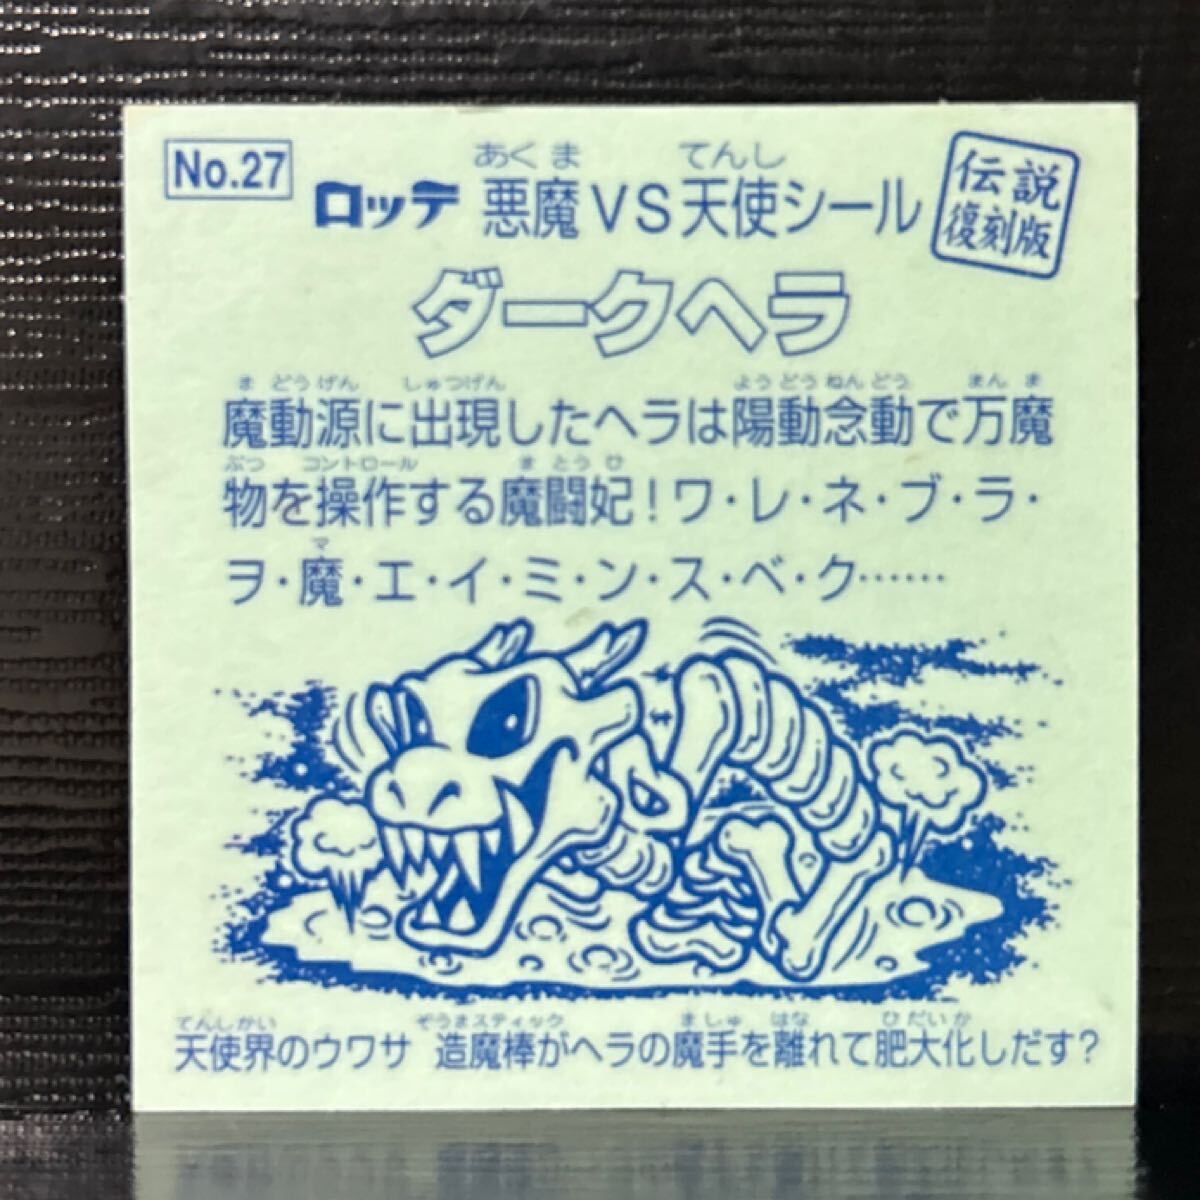 No.27
ロッテ 悪魔VS天使シール
あくま てんし
伝説
復刻版
ダークヘラ
ま どうげん しゅつげん ようどうねんどう まんま
魔動源に出現したヘラは陽動念動で万魔
ぶつ コントロール まとうひ
物を操作する魔闘妃!ワ・レ・ネ・ブ・ラ・
マ
ヲ・魔・エ・イ・ミ・ン・ス・ベ・ク……
てんしかい ぞうまスティック ましゅ はな ひだいか
天使界のウワサ 造魔棒がヘラの魔手を離れて肥大化しだす?